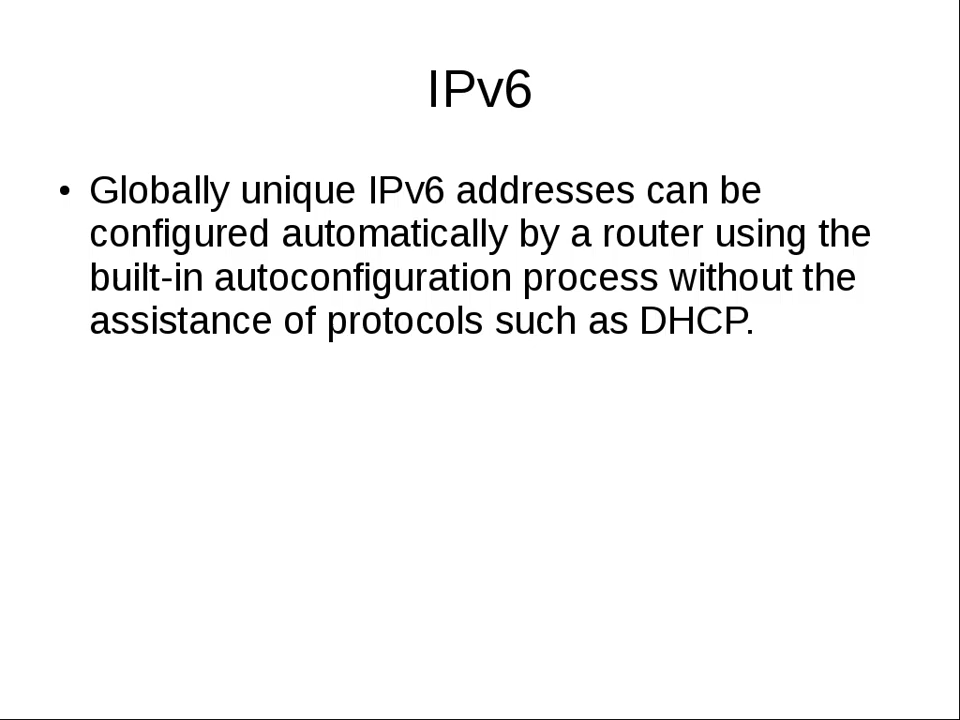 IPv6
• Globally unique IPv6 addresses can be
configured automatically by a router using the
built-in autoconfiguration process without the
assistance of protocols such as DHCP.